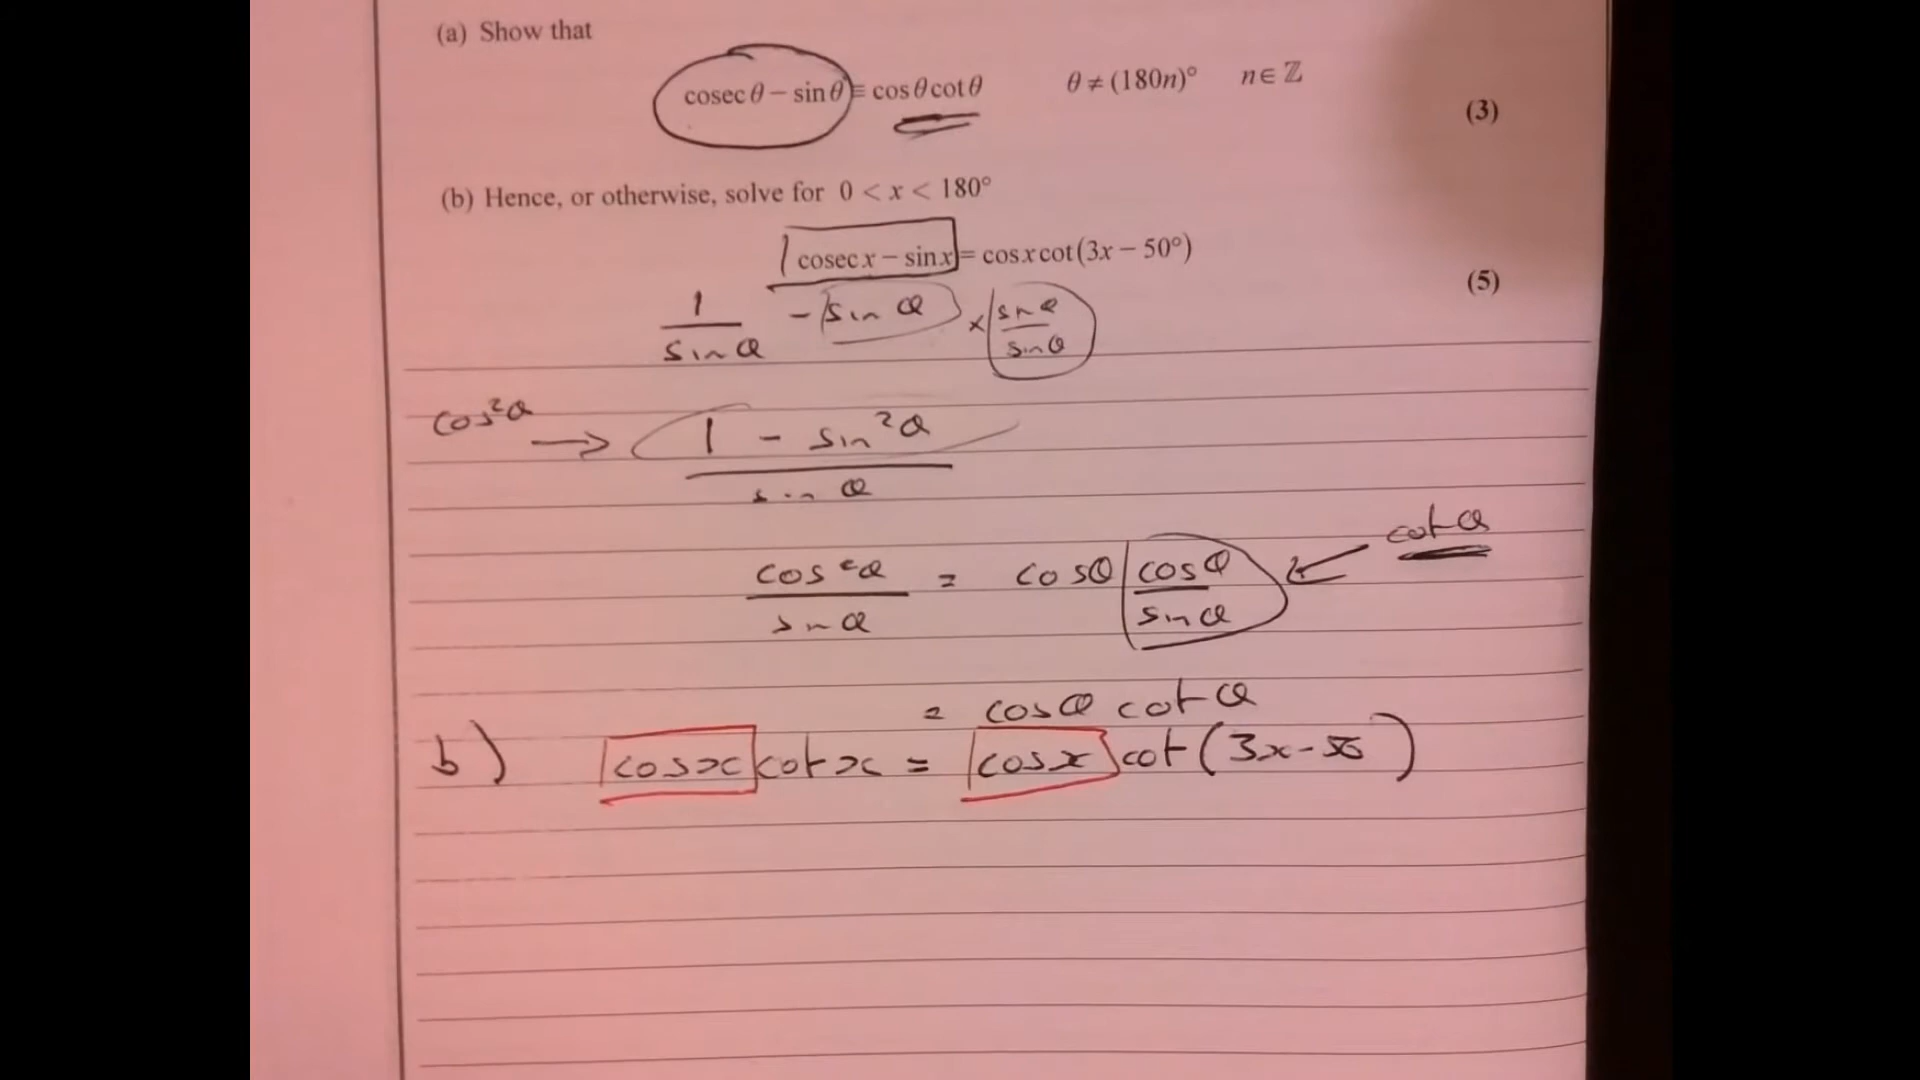 (a) Show that
cosec θ − sin θ ≡ cos θ cot θ    θ ≠ (180n)°    n ∈ ℤ
(3)
(b) Hence, or otherwise, solve for 0 < x < 180°
cosec x − sin x = cos x cot (3x − 50°)
(5)
1/sin θ − sin θ × sin θ/sin θ
cos²θ → (1 − sin²θ)/sin θ
cos²θ/sin θ = cos θ cos θ/sin θ ← cot θ
= cos θ cot θ
b) cos x cot x = cos x cot (3x − 50)